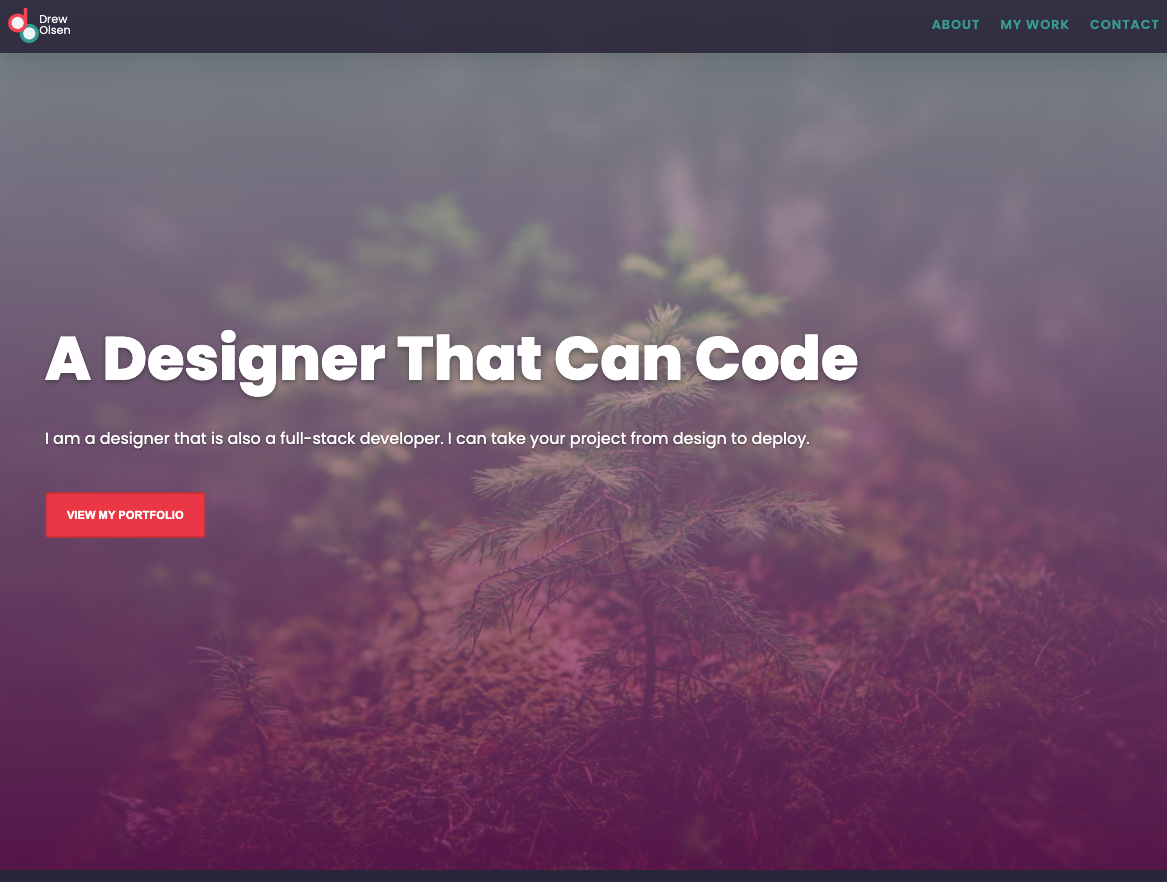 Drew
Olsen
ABOUT MY WORK CONTACT
A Designer That Can Code
I am a designer that is also a full-stack developer. I can take your project from design to deploy.
VIEW MY PORTFOLIO